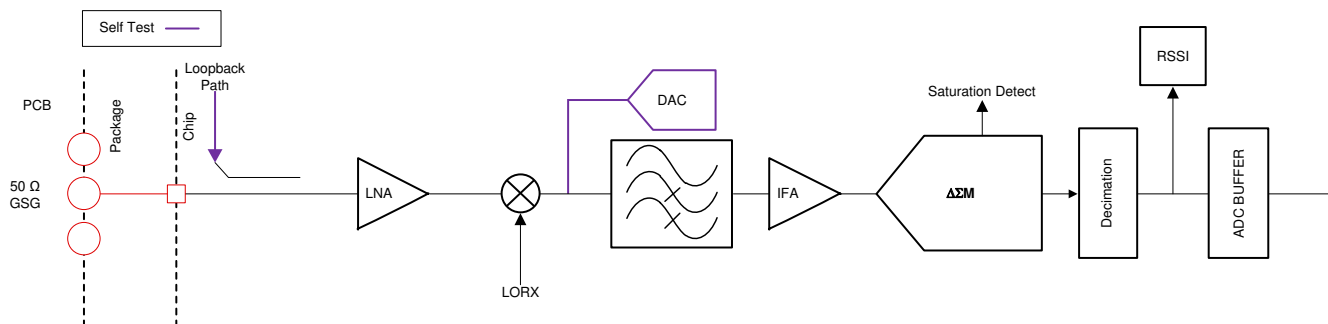 Self Test
Loopback
Path
PCB
Package
Chip
50 Ω
GSG
LNA
LORX
DAC
IFA
Saturation Detect
ΔΣM
Decimation
RSSI
ADC BUFFER